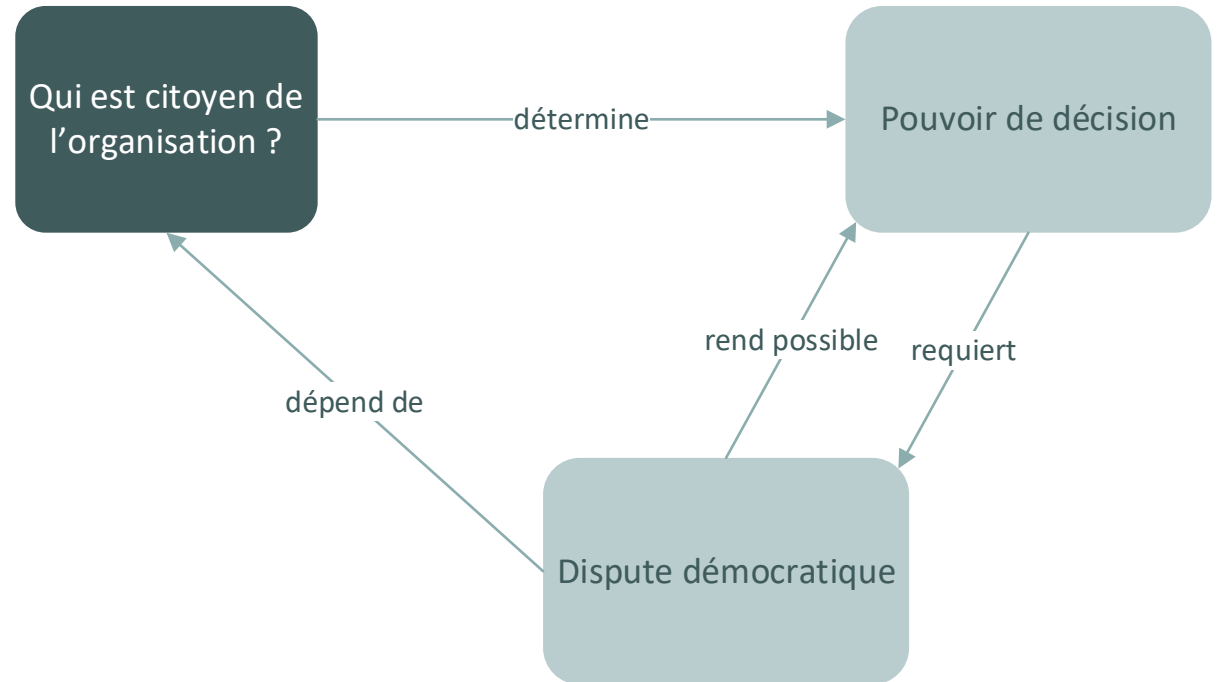 Qui est citoyen de
l’organisation ?
détermine
Pouvoir de décision
rend possible
requiert
dépend de
Dispute démocratique